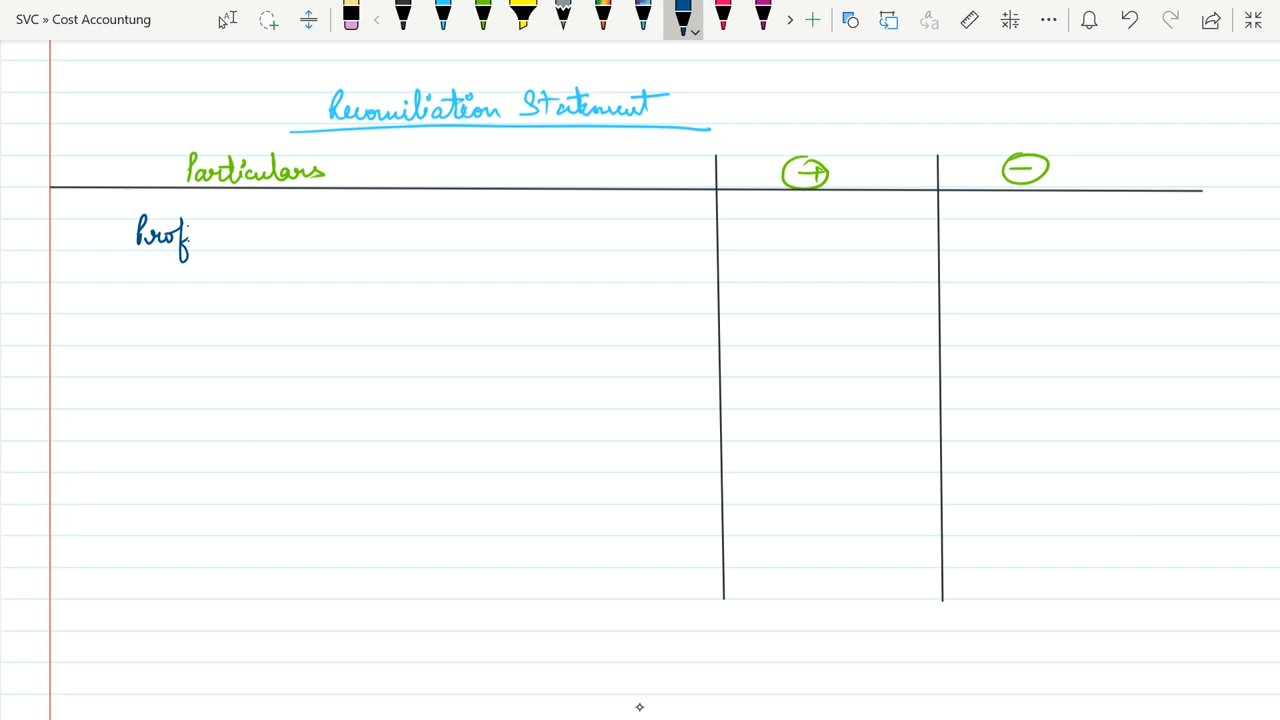 SVC » Cost Accountung
Reconciliation Statement
Particulars + −
Prof